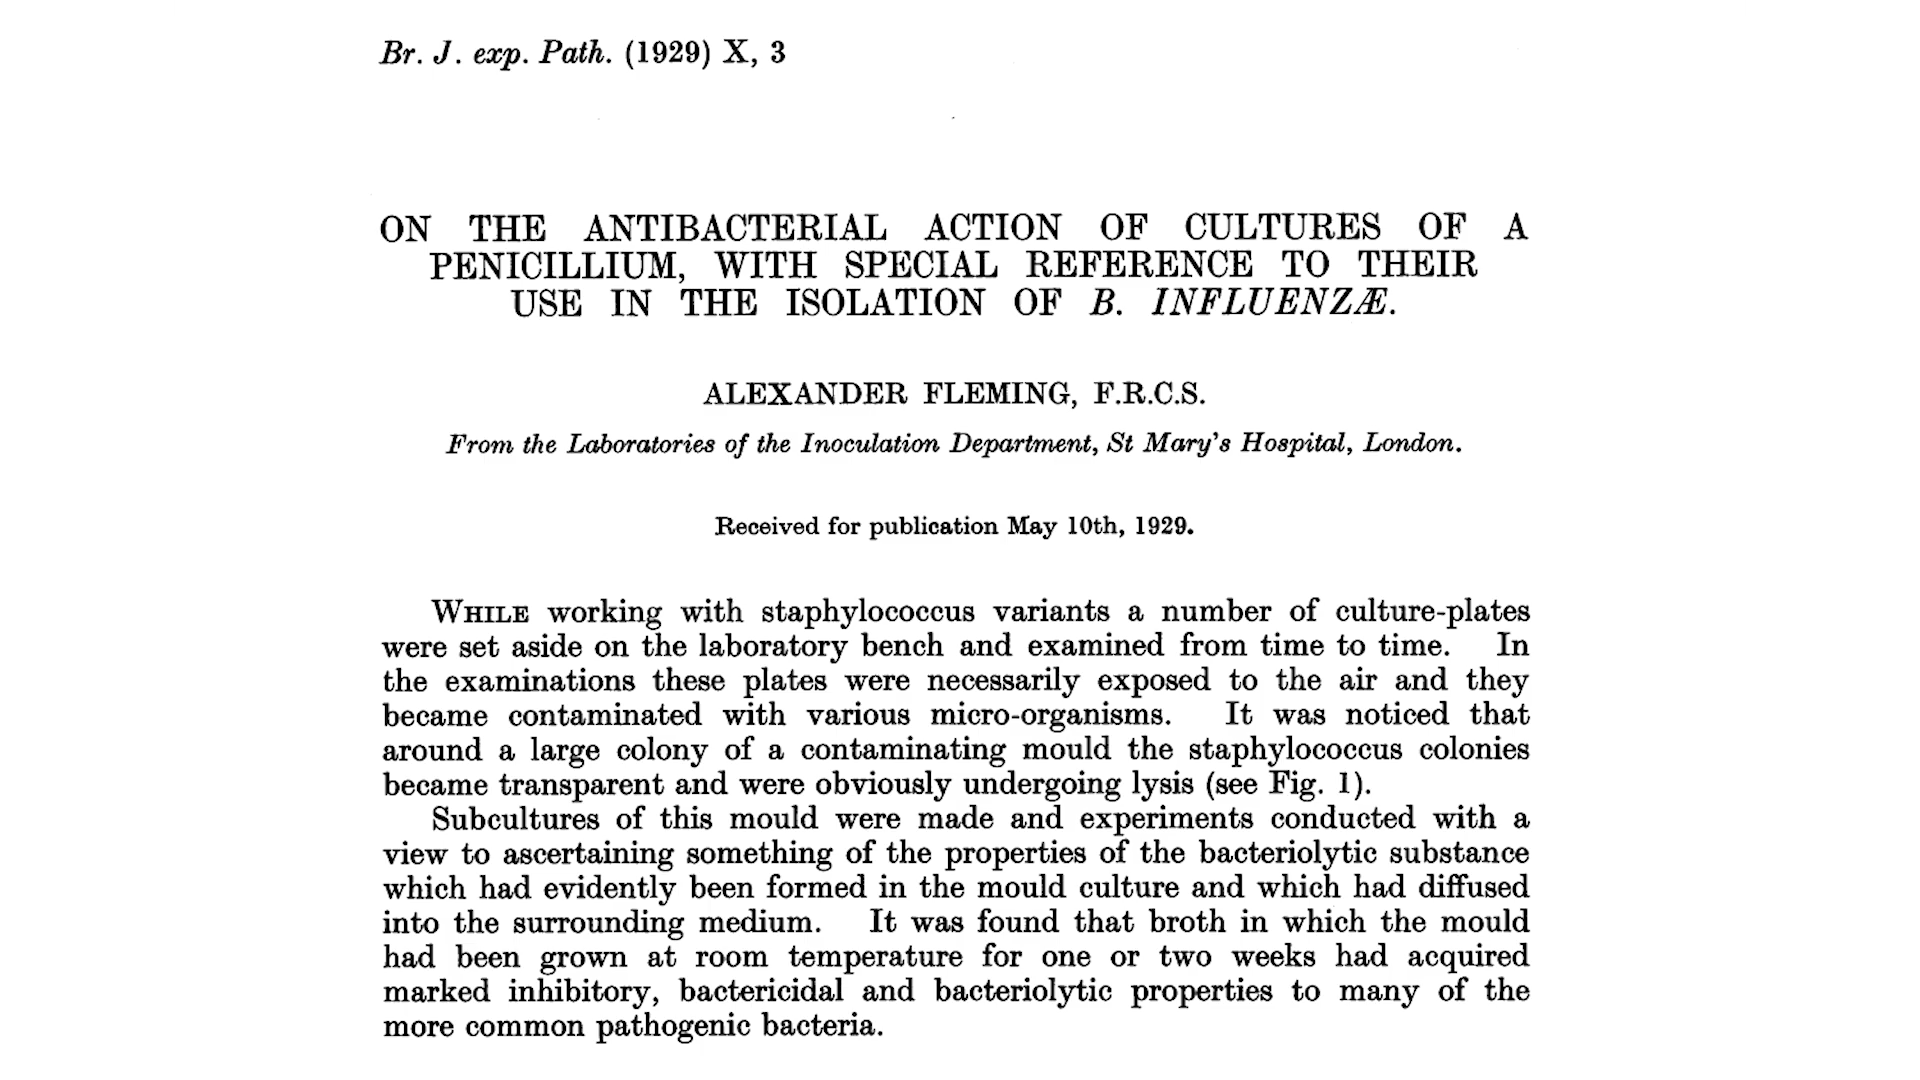 Br. J. exp. Path. (1929) X, 3
ON THE ANTIBACTERIAL ACTION OF CULTURES OF A
PENICILLIUM, WITH SPECIAL REFERENCE TO THEIR
USE IN THE ISOLATION OF B. INFLUENZÆ.
ALEXANDER FLEMING, F.R.C.S.
From the Laboratories of the Inoculation Department, St Mary's Hospital, London.
Received for publication May 10th, 1929.
WHILE working with staphylococcus variants a number of culture-plates
were set aside on the laboratory bench and examined from time to time. In
the examinations these plates were necessarily exposed to the air and they
became contaminated with various micro-organisms. It was noticed that
around a large colony of a contaminating mould the staphylococcus colonies
became transparent and were obviously undergoing lysis (see Fig. 1).
Subcultures of this mould were made and experiments conducted with a
view to ascertaining something of the properties of the bacteriolytic substance
which had evidently been formed in the mould culture and which had diffused
into the surrounding medium. It was found that broth in which the mould
had been grown at room temperature for one or two weeks had acquired
marked inhibitory, bactericidal and bacteriolytic properties to many of the
more common pathogenic bacteria.